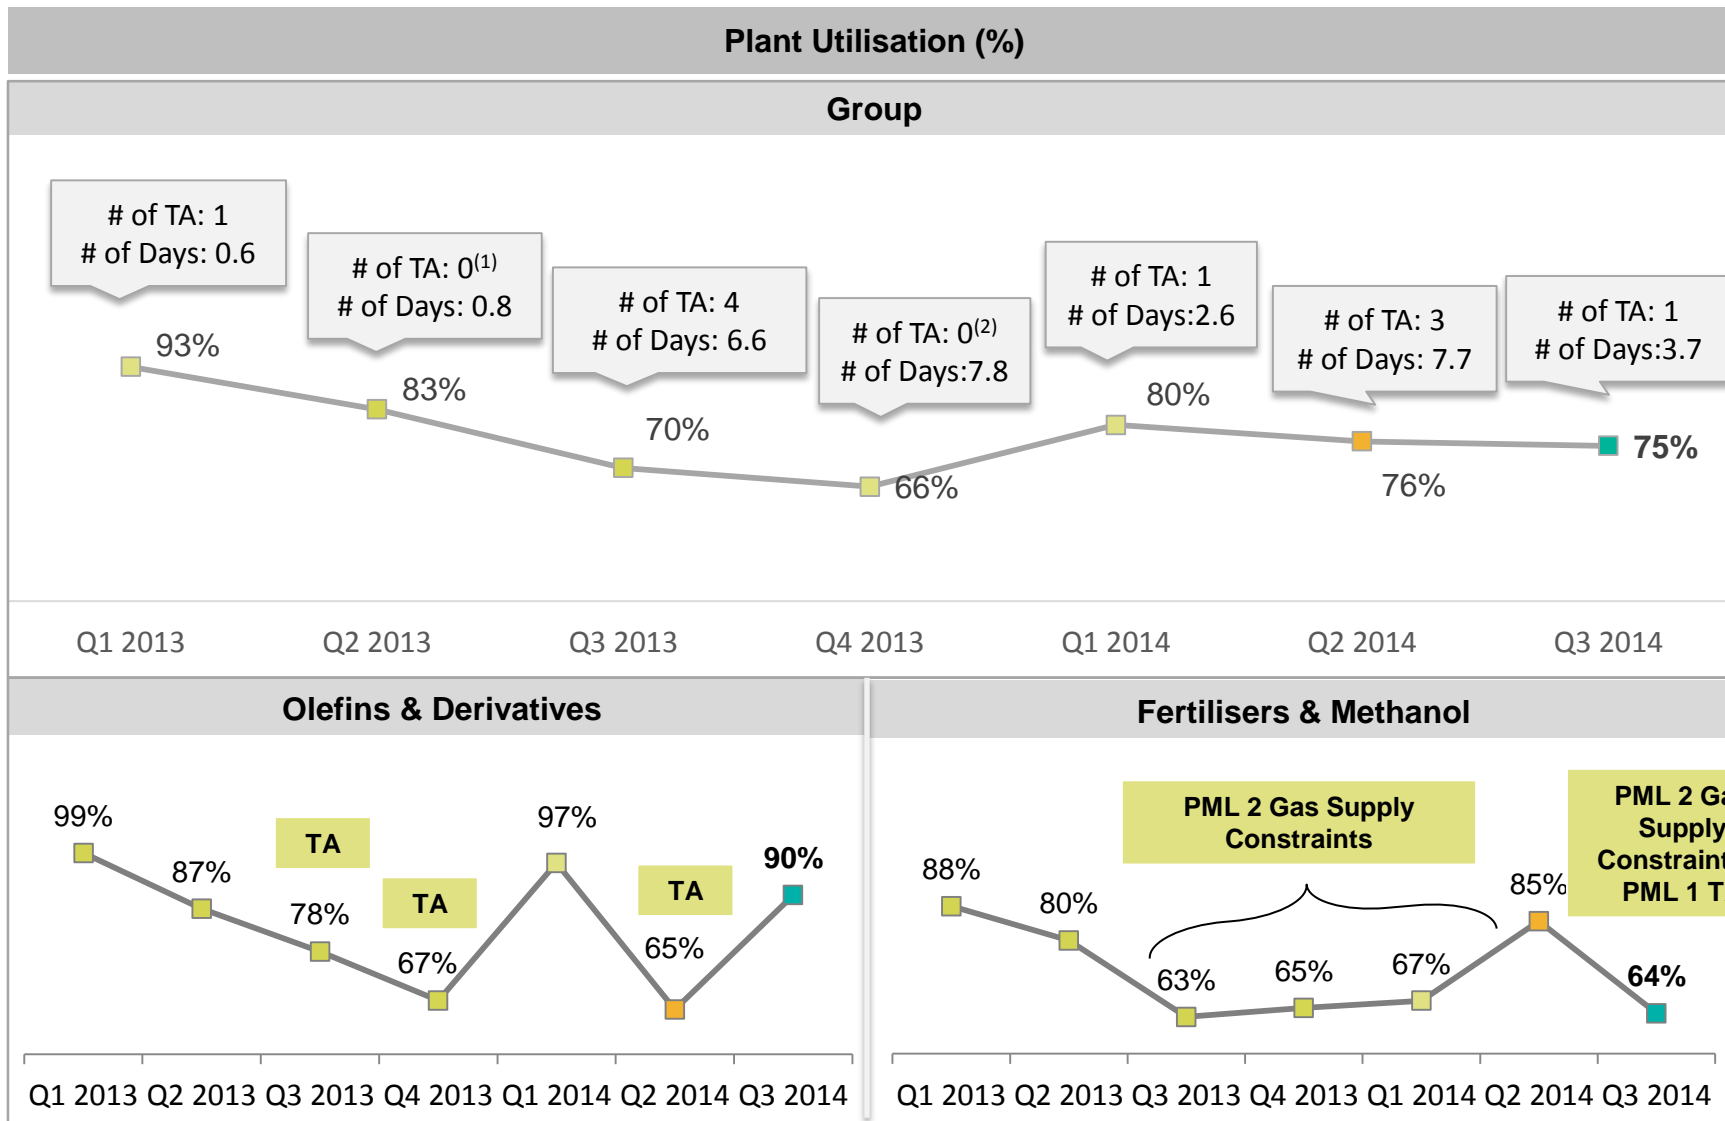 Plant Utilisation (%)
Group
# of TA: 1
# of Days: 0.6
# of TA: 0(1)
# of Days: 0.8
# of TA: 4
# of Days: 6.6
# of TA: 0(2)
# of Days:7.8
# of TA: 1
# of Days:2.6
# of TA: 3
# of Days: 7.7
# of TA: 1
# of Days:3.7
93%
83%
70%
66%
80%
76%
75%
Q1 2013
Q2 2013
Q3 2013
Q4 2013
Q1 2014
Q2 2014
Q3 2014
Olefins & Derivatives
99%
87%
TA
78%
TA
67%
97%
TA
65%
90%
Q1 2013
Q2 2013
Q3 2013
Q4 2013
Q1 2014
Q2 2014
Q3 2014
Fertilisers & Methanol
PML 2 Gas Supply
Constraints
PML 2
Supply
PML 1
88%
80%
63%
65%
67%
85%
64%
Q1 2013
Q2 2013
Q3 2013
Q4 2013
Q1 2014
Q2 2014
Q3 2014